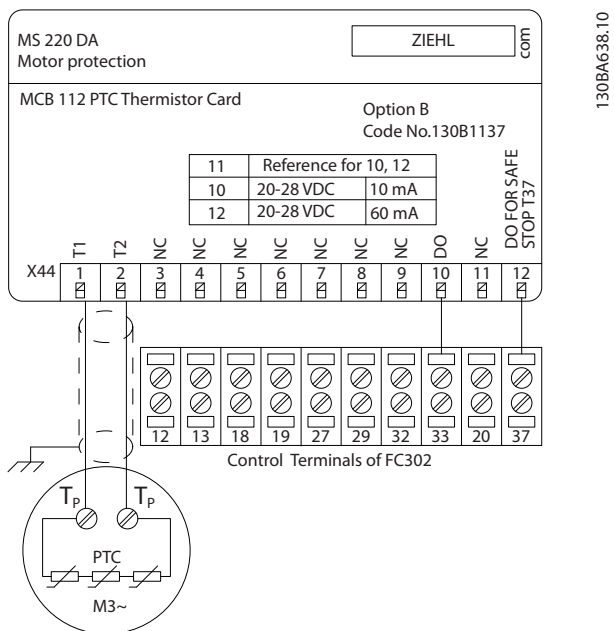 130BA638.10
MS 220 DA
Motor protection
ZIEHL
com
MCB 112 PTC Thermistor Card
Option B
Code No.130B1137
11 Reference for 10, 12
10 20-28 VDC 10 mA
12 20-28 VDC 60 mA
T1 T2 NC NC NC NC NC NC NC DO NC DO FOR SAFE STOP T37
X44 1 2 3 4 5 6 7 8 9 10 11 12
12 13 18 19 27 29 32 33 20 37
Control Terminals of FC302
TP TP
PTC
M3~